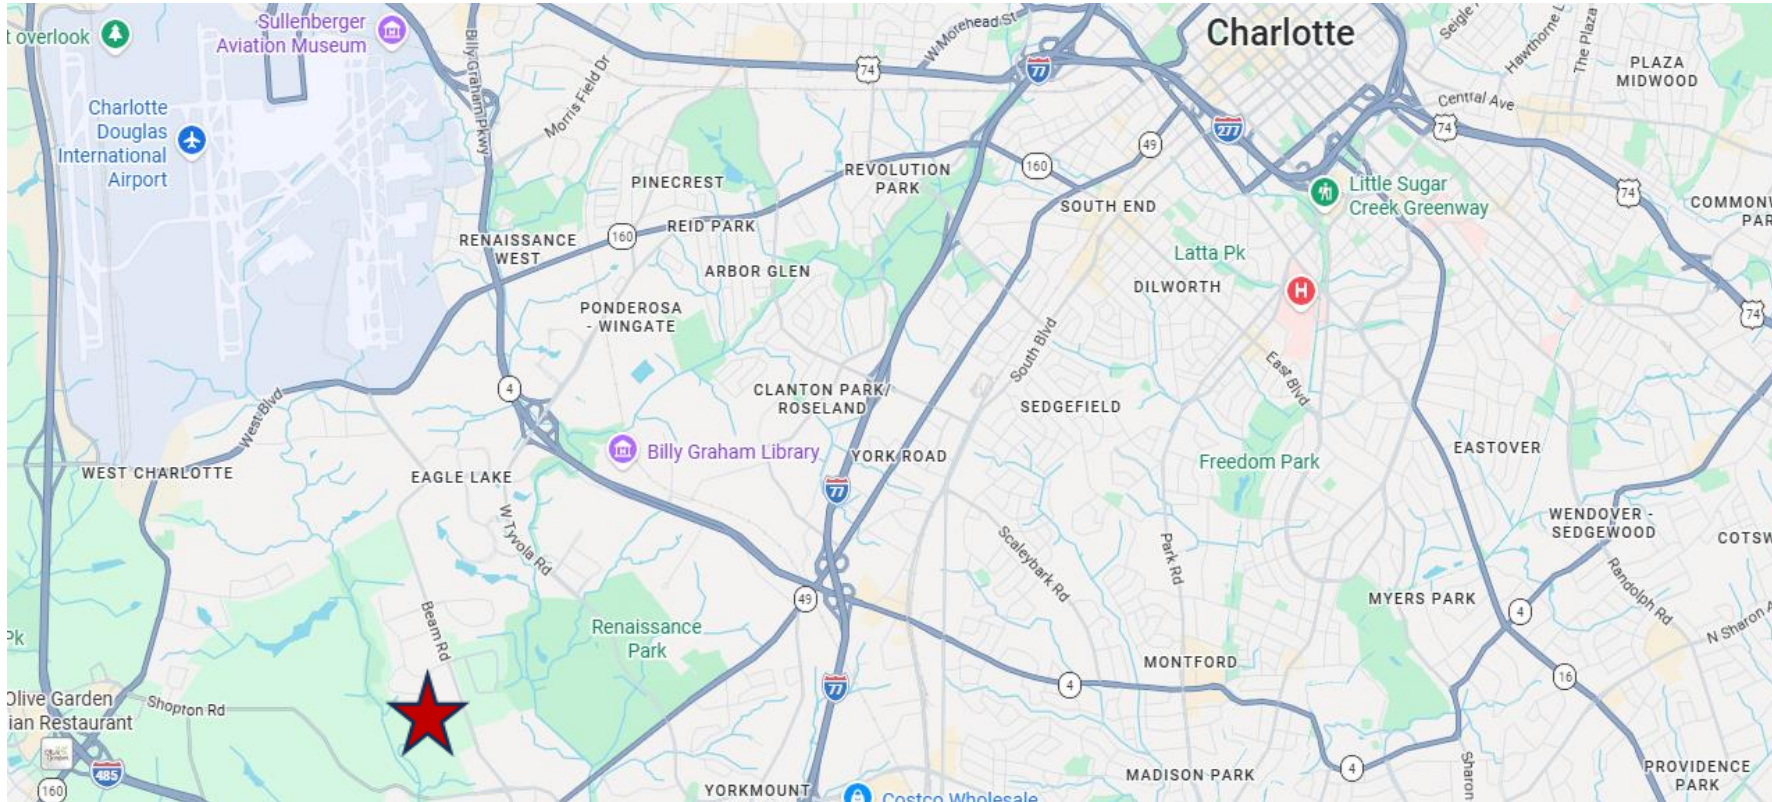 t overlook
Sullenberger
Aviation Museum
Billy Graham Pkwy
Morris Field Dr
74
W Morehead St
77
Charlotte
Seigle
Hawthorne L
The Plaza
PLAZA
MIDWOOD
Central Ave
74
277
49
160
Charlotte
Douglas
International
Airport
PINECREST
REVOLUTION
PARK
Little Sugar
Creek Greenway
74
COMMONW
PAR
SOUTH END
REID PARK
160
RENAISSANCE
WEST
Latta Pk
ARBOR GLEN
DILWORTH
H
PONDEROSA
- WINGATE
74
South Blvd
East Blvd
4
West Blvd
CLANTON PARK/
ROSELAND
SEDGEFIELD
Billy Graham Library
YORK ROAD
Freedom Park
EASTOVER
WEST CHARLOTTE
EAGLE LAKE
77
W Tyvola Rd
WENDOVER -
SEDGEWOOD
COTSW
Scaleybark Rd
Park Rd
Randolph Rd
49
MYERS PARK
4
N Sharon A
Beam Rd
Renaissance
Park
Pk
MONTFORD
4
77
16
Olive Garden
ian Restaurant
Shopton Rd
485
160
YORKMOUNT
Costco Wholesale
MADISON PARK
4
Sharon
PROVIDENCE
PARK